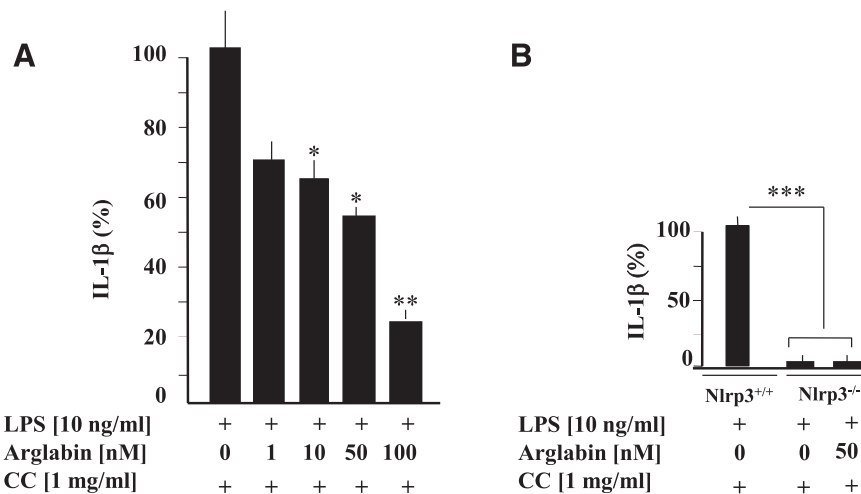 A
100
80
60
40
20
0
IL-1β (%)
*
*
**
LPS [10 ng/ml] + + + + +
Arglabin [nM] 0 1 10 50 100
CC [1 mg/ml] + + + + +
B
***
100
50
0
IL-1β (%)
Nlrp3+/+ Nlrp3-/-
LPS [10 ng/ml] + + +
Arglabin [nM] 0 0 50
CC [1 mg/ml] + + +